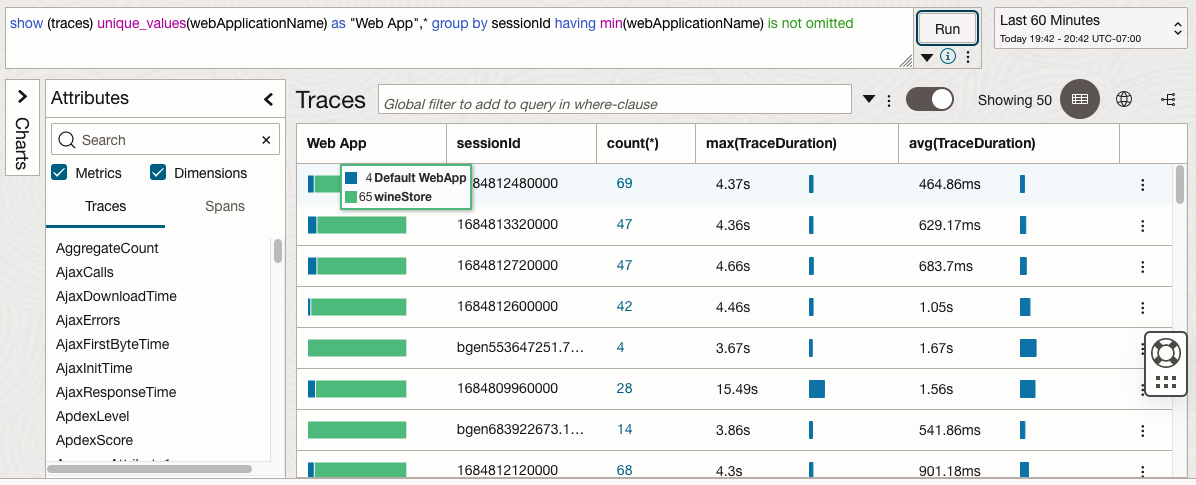 show (traces) unique_values(webApplicationName) as "Web App",* group by sessionId having min(webApplicationName) is not omitted
Run
Last 60 Minutes
Today 19:42 - 20:42 UTC-07:00
Charts
Attributes
Search
Metrics
Dimensions
Traces
Spans
AggregateCount
AjaxCalls
AjaxDownloadTime
AjaxErrors
AjaxFirstByteTime
AjaxInitTime
AjaxResponseTime
ApdexLevel
ApdexScore
Traces
Global filter to add to query in where-clause
Showing 50
Web App sessionId count(*) max(TraceDuration) avg(TraceDuration)
4 Default WebApp
65 wineStore
684812480000 69 4.37s 464.86ms
1684813320000 47 4.36s 629.17ms
1684812720000 47 4.66s 683.7ms
1684812600000 42 4.46s 1.05s
bgen553647251.7... 4 3.67s 1.67s
1684809960000 28 15.49s 1.56s
bgen683922673.1... 14 3.86s 541.86ms
1684812120000 68 4.3s 901.18ms